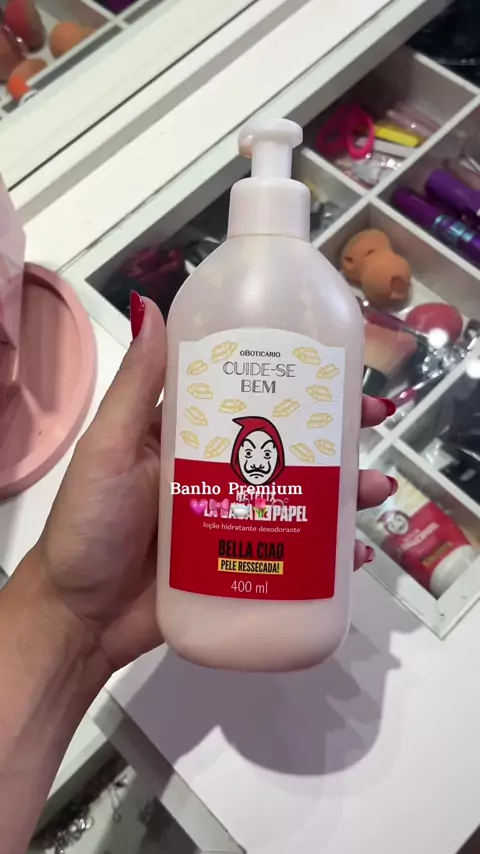 oBOTICÁRIO
CUIDE-SE
BEM
Banho Premium
LA CASA DE PAPEL
loção hidratante desodorante
BELLA CIAO
PELE RESSECADA!
400 ml